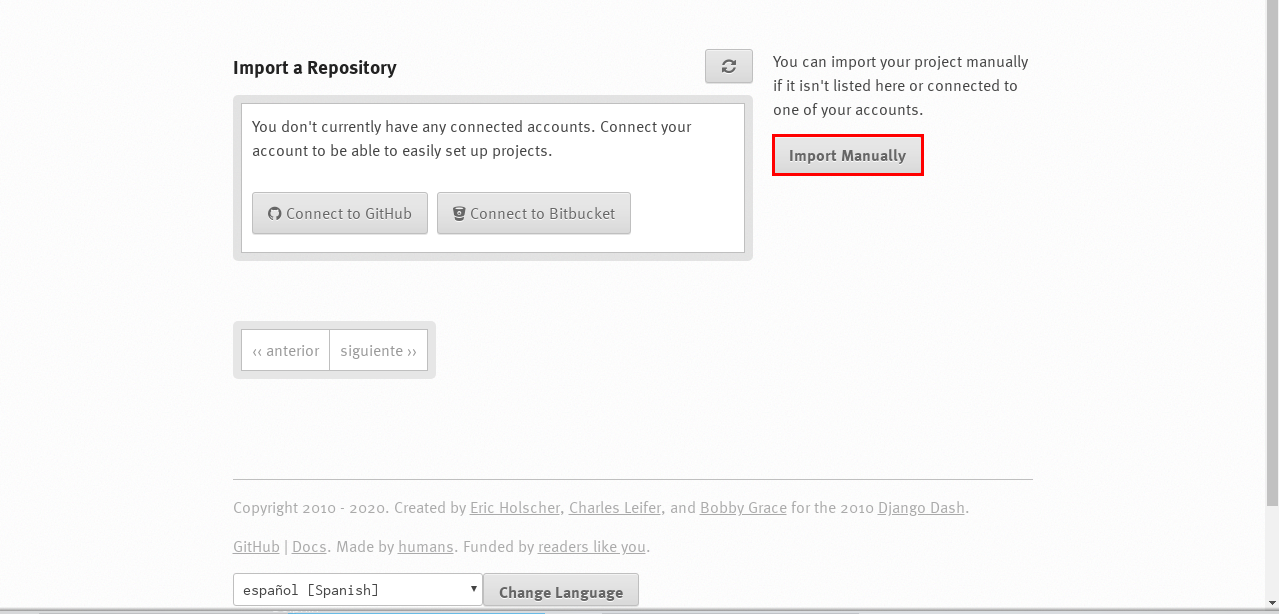 Import a Repository
You don't currently have any connected accounts. Connect your
account to be able to easily set up projects.
Connect to GitHub
Connect to Bitbucket
You can import your project manually
if it isn't listed here or connected to
one of your accounts.
Import Manually
‹‹ anterior
siguiente ››
Copyright 2010 - 2020. Created by Eric Holscher, Charles Leifer, and Bobby Grace for the 2010 Django Dash.
GitHub | Docs. Made by humans. Funded by readers like you.
español [Spanish]
Change Language